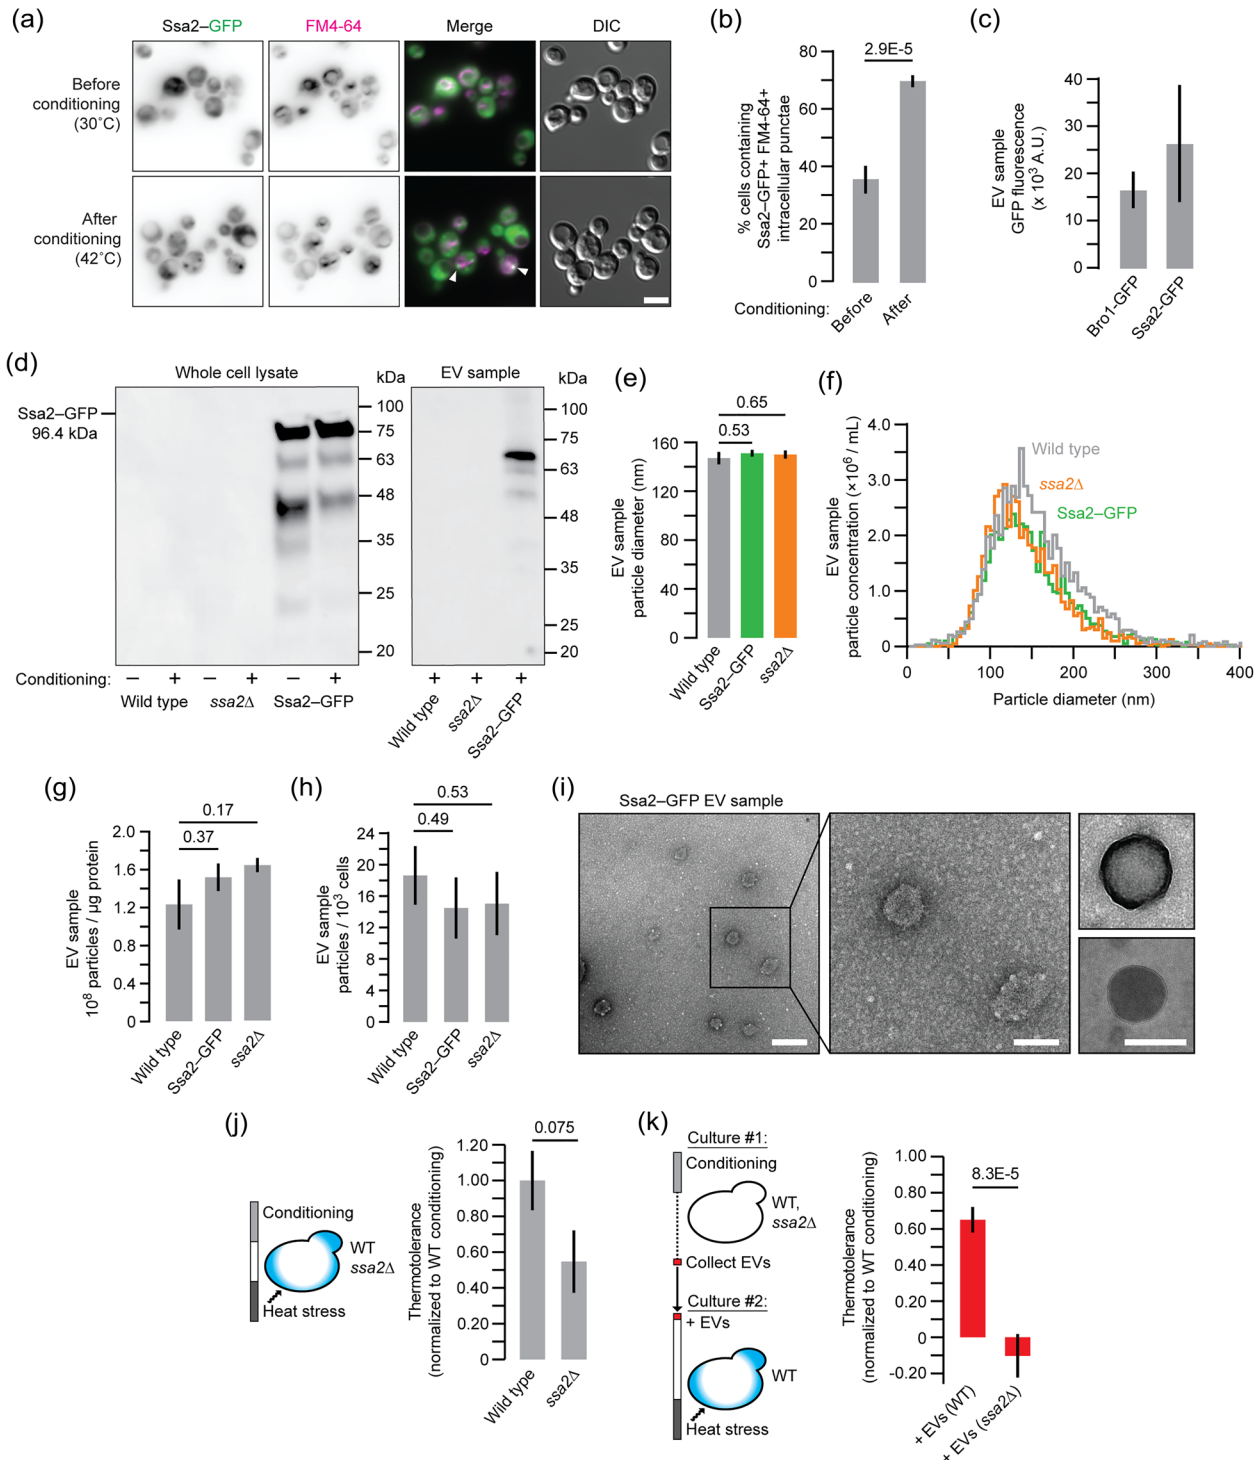 (a)
Ssa2–GFP
FM4-64
Merge
DIC
Before
conditioning
(30˚C)
After
conditioning
(42˚C)
(b)
% cells containing
Ssa2–GFP+ FM4-64+
intracellular punctae
80
60
40
20
0
2.9E-5
Conditioning:
Before
After
(c)
EV sample
GFP fluorescence
(x 10³ A.U.)
40
30
20
10
0
Bro1-GFP
Ssa2-GFP
(d)
Whole cell lysate
kDa
Ssa2–GFP
96.4 kDa
100
75
63
48
35
25
20
Conditioning:
– + – + – +
Wild type
ssa2Δ
Ssa2–GFP
EV sample
kDa
100
75
63
48
35
25
20
+ + +
Wild type
ssa2Δ
Ssa2–GFP
(e)
EV sample
particle diameter (nm)
160
120
80
40
0
0.65
0.53
Wild type
Ssa2–GFP
ssa2Δ
(f)
EV sample
particle concentration (×10⁶ / mL)
4.0
3.0
2.0
1.0
0
Wild type
ssa2Δ
Ssa2–GFP
0 100 200 300 400
Particle diameter (nm)
(g)
EV sample
10⁸ particles / µg protein
2.0
1.6
1.2
0.8
0.4
0
0.17
0.37
Wild type
Ssa2–GFP
ssa2Δ
(h)
EV sample
particles / 10³ cells
24
20
16
12
8
4
0
0.53
0.49
Wild type
Ssa2–GFP
ssa2Δ
(i)
Ssa2–GFP EV sample
(j)
Conditioning
WT
ssa2Δ
Heat stress
Thermotolerance
(normalized to WT conditioning)
1.20
1.00
0.80
0.60
0.40
0.20
0
0.075
Wild type
ssa2Δ
(k)
Culture #1:
Conditioning
WT,
ssa2Δ
Collect EVs
Culture #2:
+ EVs
WT
Heat stress
Thermotolerance
(normalized to WT conditioning)
1.00
0.80
0.60
0.40
0.20
0
-0.20
8.3E-5
+ EVs (WT)
+ EVs (ssa2Δ)